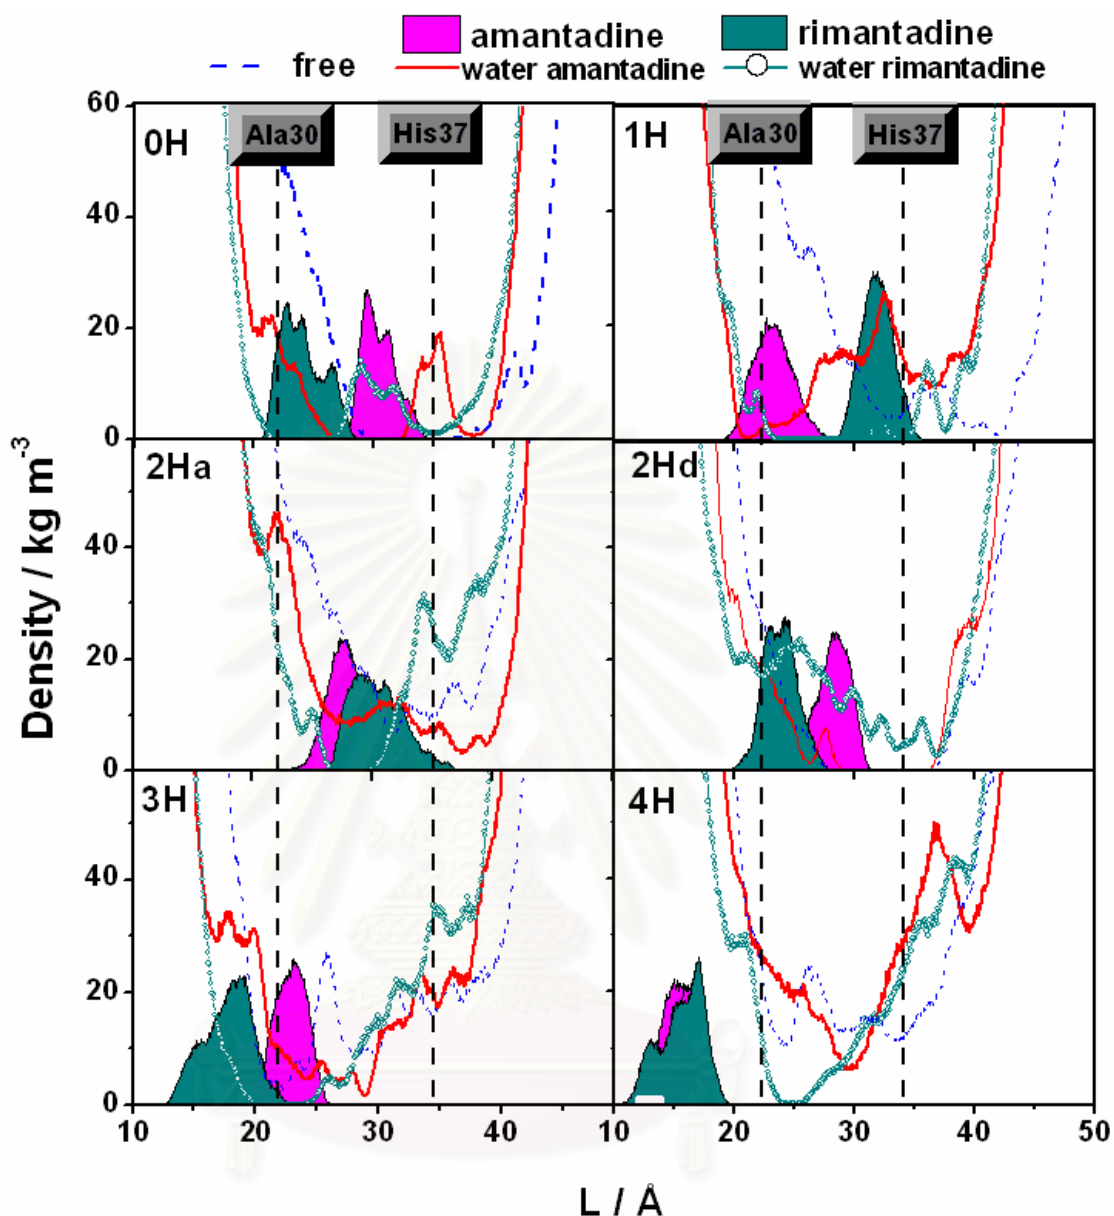 amantadine rimantadine
free water amantadine water rimantadine
60 Ala30 His37 Ala30 His37
0H 1H
40
20
0
2Ha 2Hd
40
20
0
3H 4H
40
20
0
10 20 30 40 10 20 30 40 50
Density / kg m⁻³
L / Å